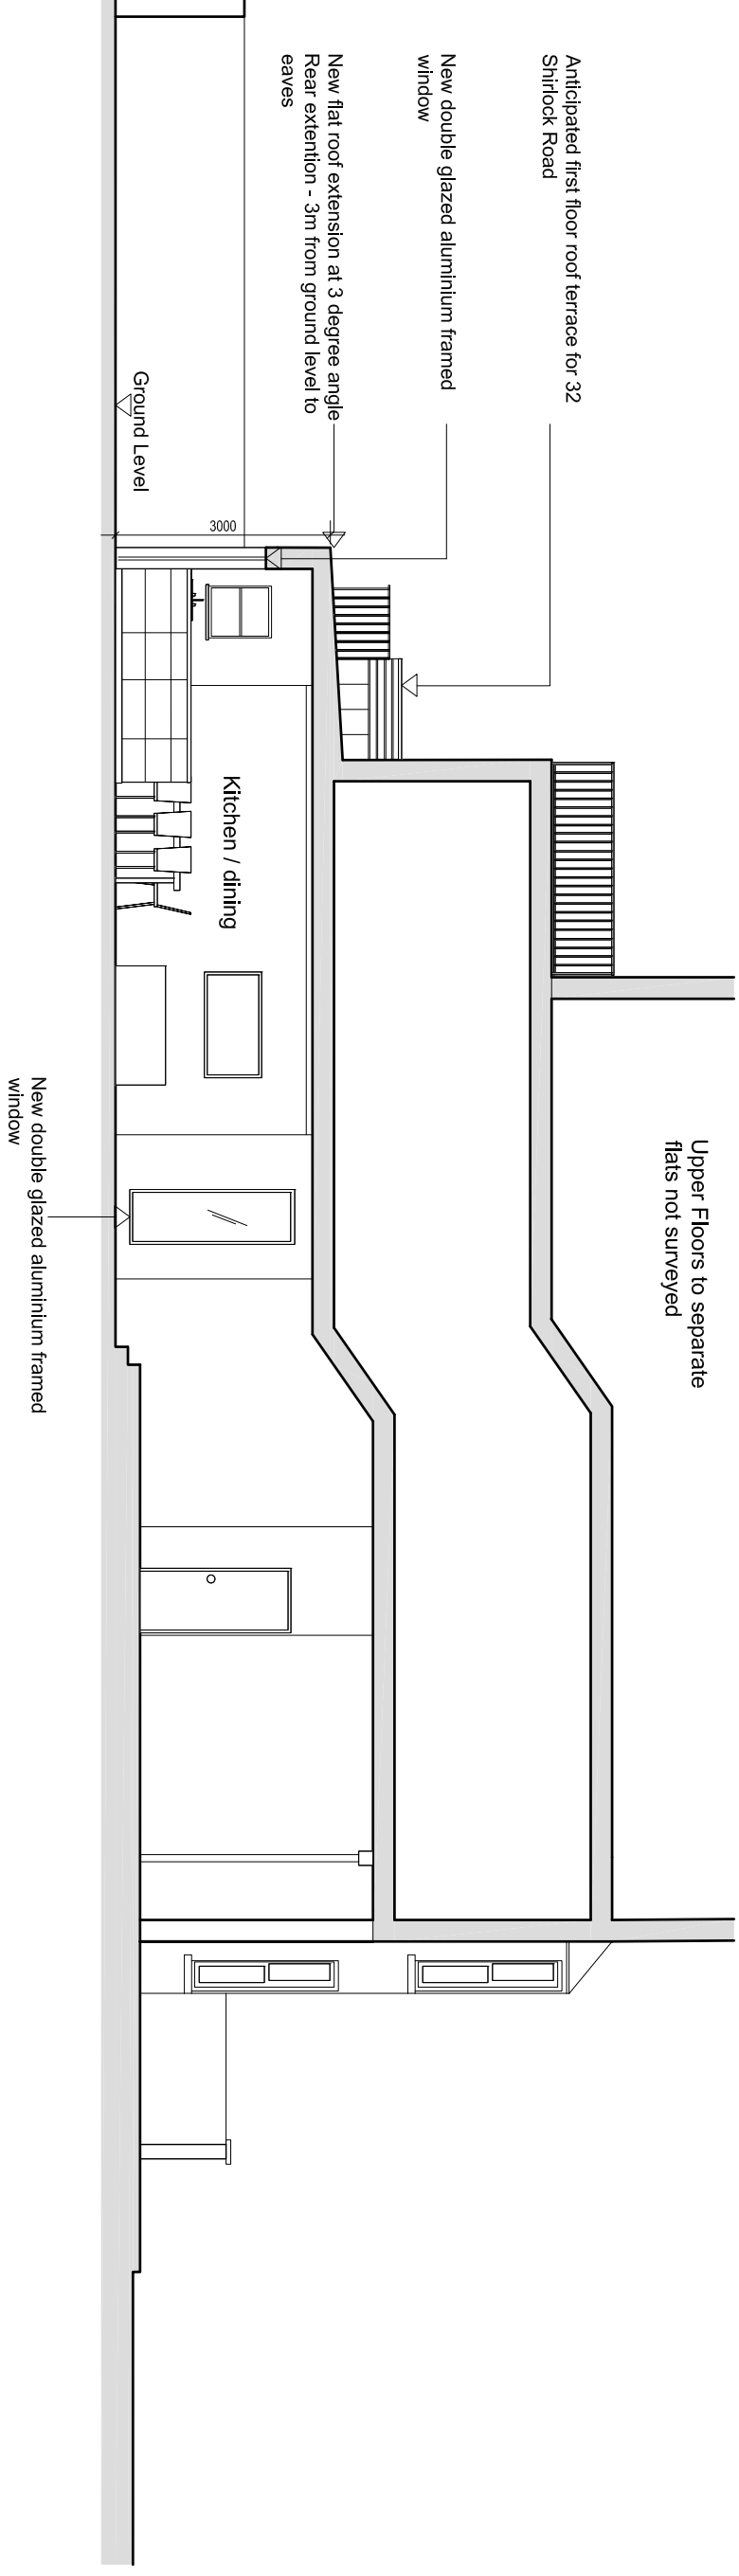 Anticipated first floor roof terrace for 32
Shirlock Road
New double glazed aluminium framed
window
New flat roof extension at 3 degree angle
Rear extention - 3m from ground level to
eaves
Ground Level
3000
Kitchen / dining
Upper Floors to separate
flats not surveyed
New double glazed aluminium framed
window